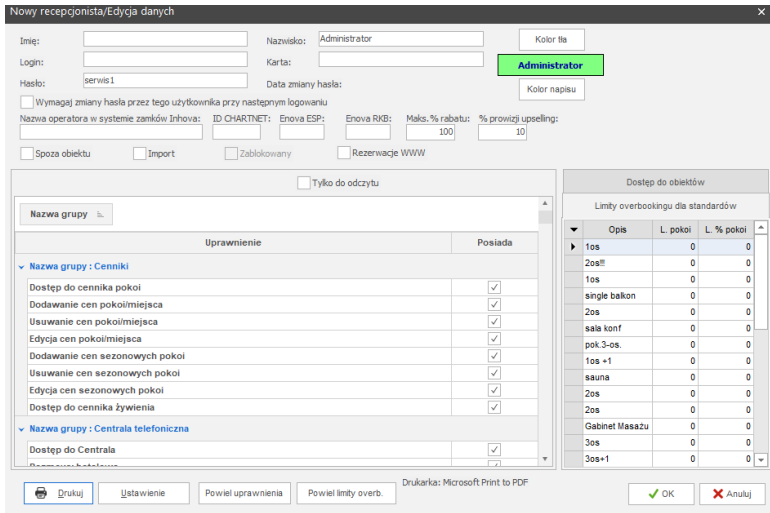 Nowy recepcjonista/Edycja danych
Imię:
Nazwisko: Administrator
Kolor tła
Login:
Karta:
Administrator
Hasło: serwis1
Data zmiany hasła:
Kolor napisu
Wymagaj zmiany hasła przez tego użytkownika przy następnym logowaniu
Nazwa operatora w systemie zamków Inhova: ID CHARTNET: Enova ESP: Enova RKB: Maks.% rabatu: % prowizji upselling:
100 10
Spoza obiektu Import Zablokowany Rezerwacje WWW
Tylko do odczytu
Nazwa grupy
Uprawnienie Posiada
Nazwa grupy : Cenniki
Dostęp do cennika pokoi
Dodawanie cen pokoi/miejsca
Usuwanie cen pokoi/miejsca
Edycja cen pokoi/miejsca
Dodawanie cen sezonowych pokoi
Usuwanie cen sezonowych pokoi
Edycja cen sezonowych pokoi
Dostęp do cennika żywienia
Nazwa grupy : Centrala telefoniczna
Dostęp do Centrala
Dostęp do obiektów
Limity overbookingu dla standardów
Opis L. pokoi L. % pokoi
1os 0 0
2os!!! 0 0
1os 0 0
single balkon 0 0
2os 0 0
sala konf 0 0
pok.3-os. 0 0
1os +1 0 0
sauna 0 0
2os 0 0
2os 0 0
Gabinet Masażu 0 0
3os 0 0
3os+1 0 0
Drukuj Ustawienie Powiel uprawnienia Powiel limity overb. Drukarka: Microsoft Print to PDF
OK Anuluj